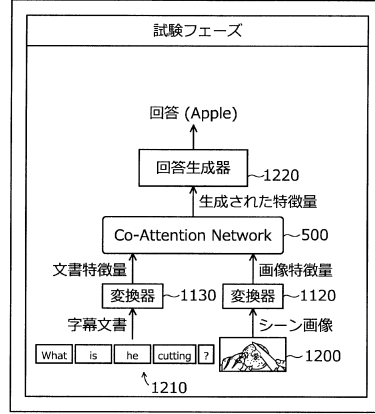 試験フェーズ
回答 (Apple)
回答生成器
1220
生成された特徴量
Co-Attention Network
500
文書特徴量
画像特徴量
変換器
1130
変換器
1120
字幕文書
シーン画像
What is he cutting ?
1200
1210